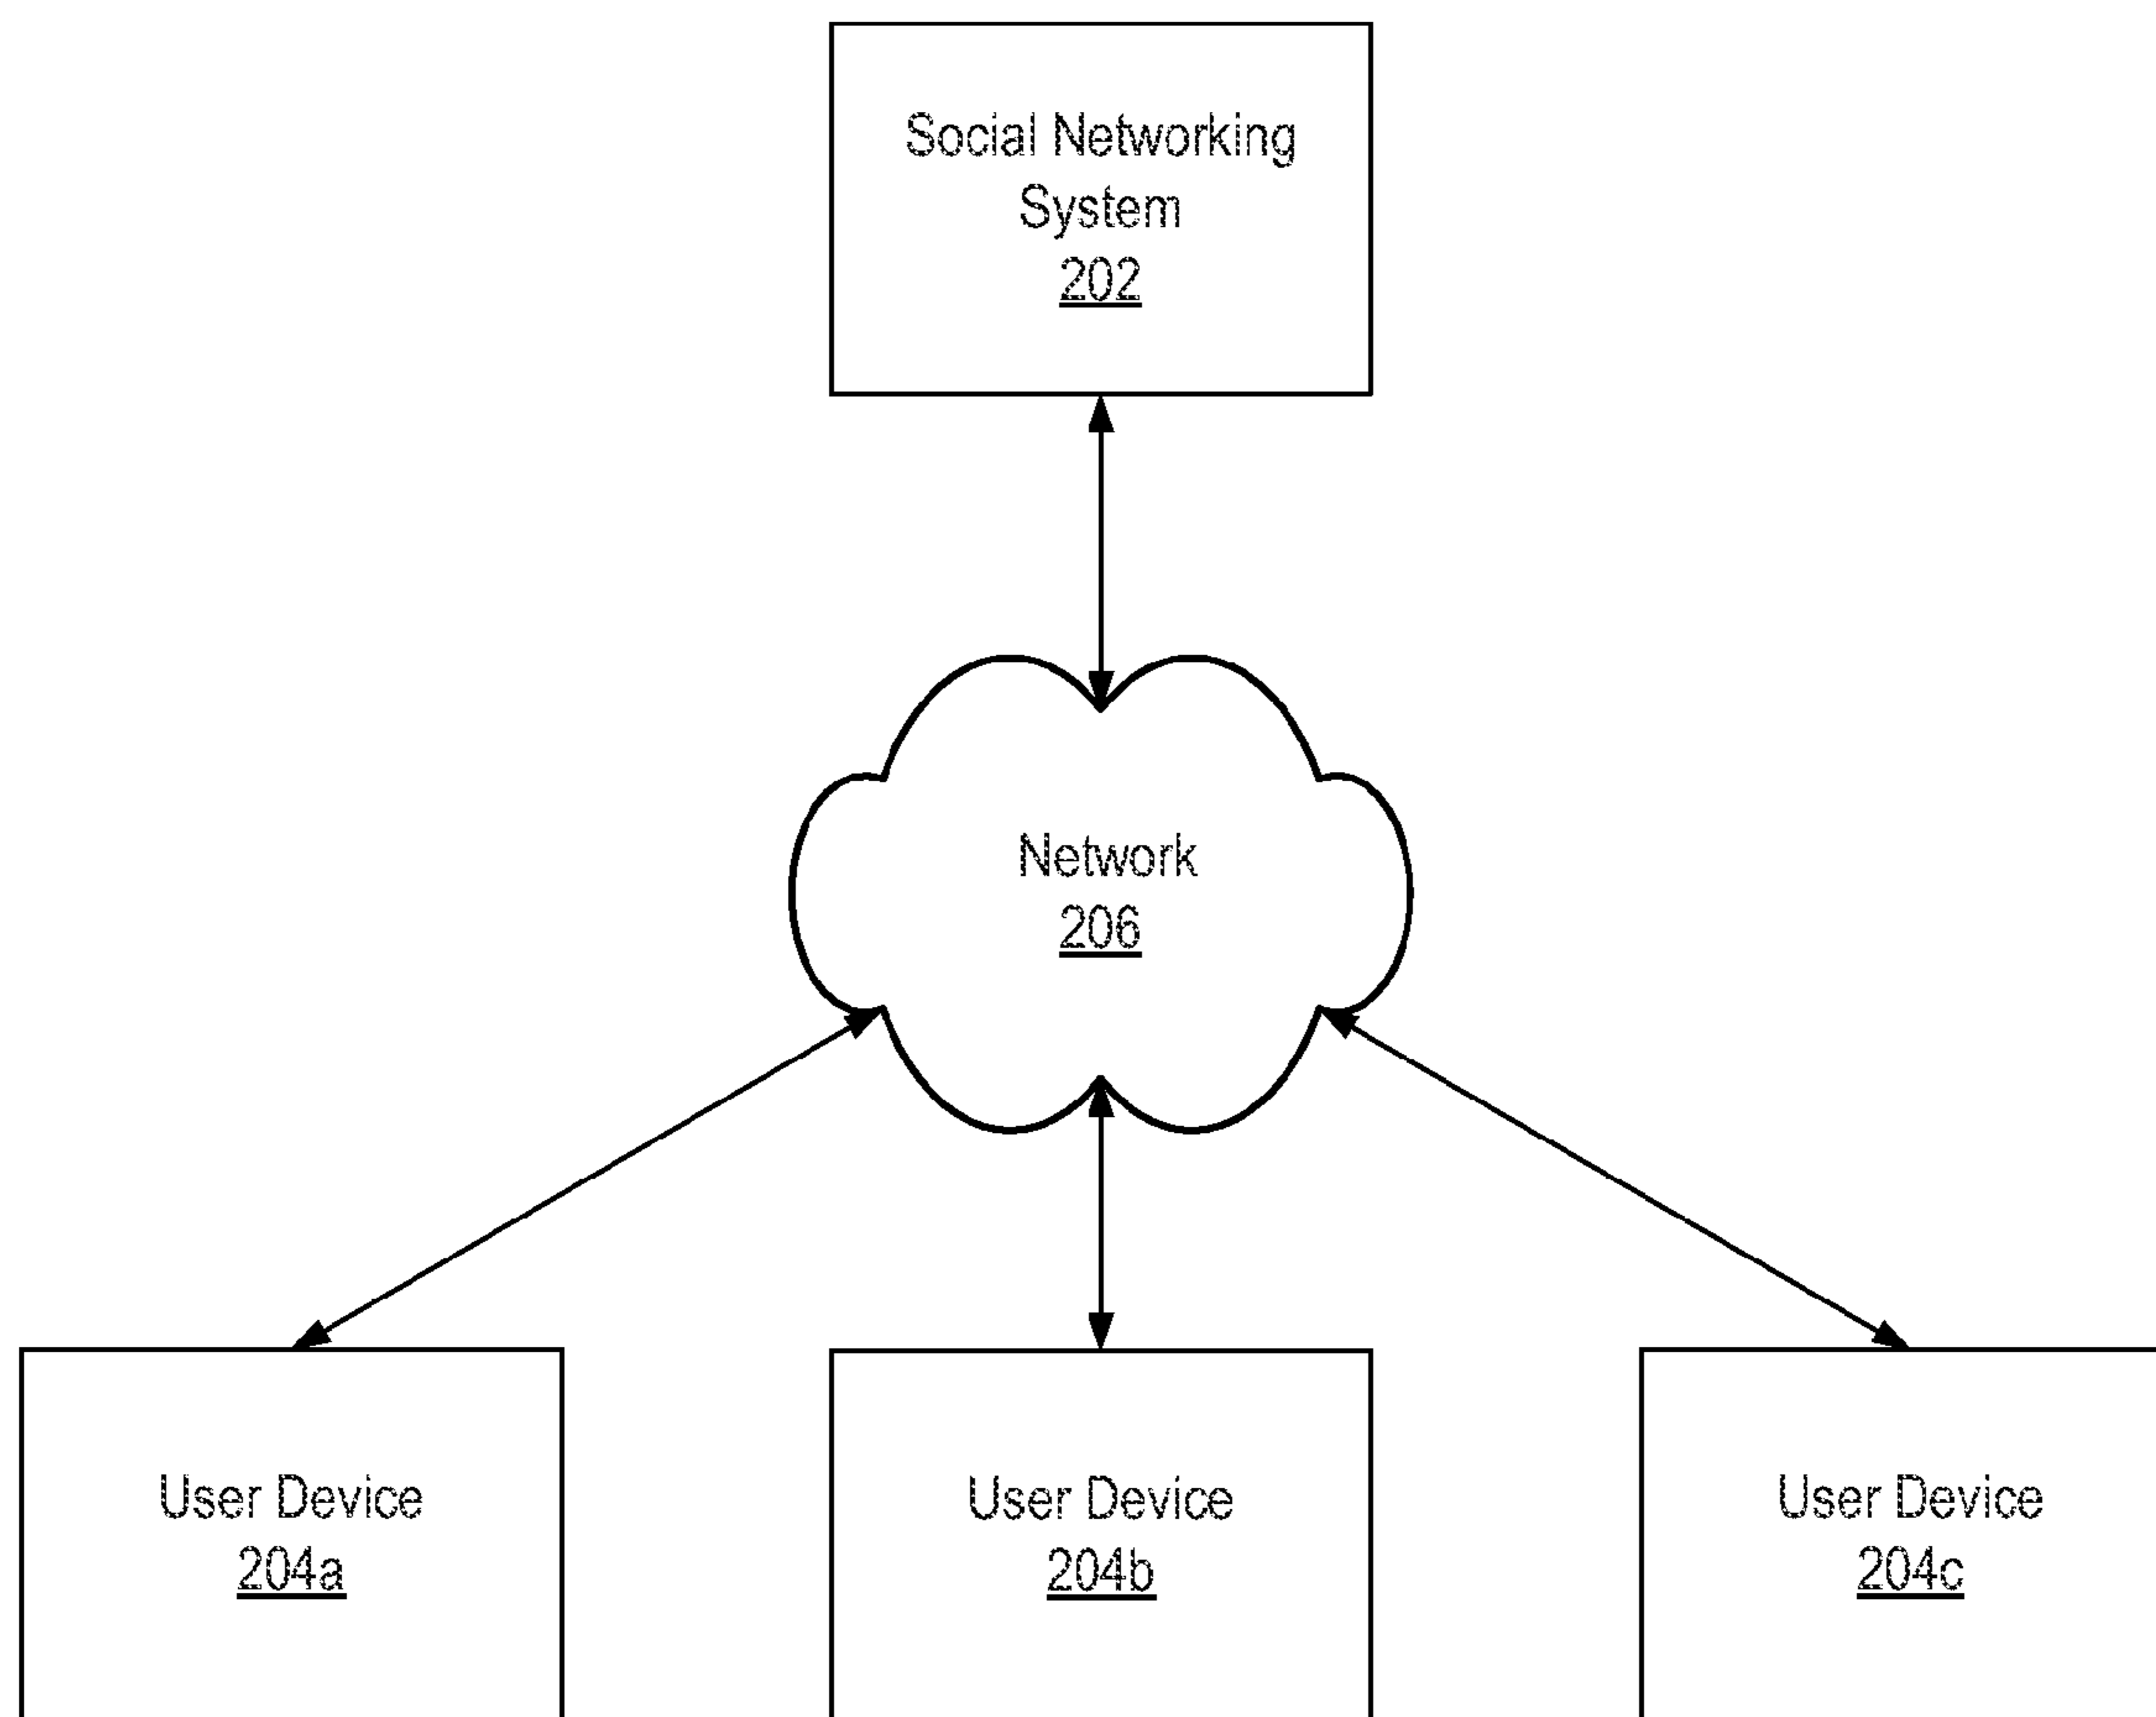 Social Networking
System
202
Network
206
User Device
204a
User Device
204b
User Device
204c